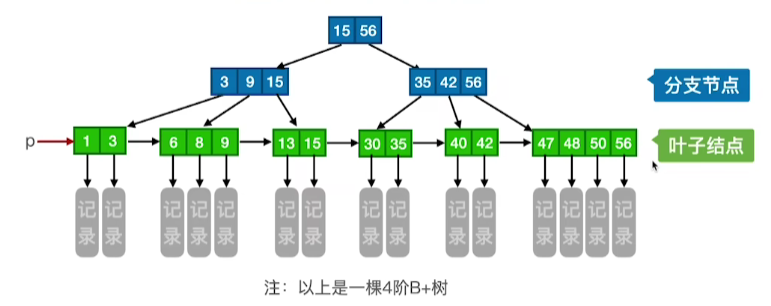 15 56
3 9 15
35 42 56
分支节点
p
1 3
6 8 9
13 15
30 35
40 42
47 48 50 56
叶子结点
记录 记录 记录 记录 记录 记录 记录 记录 记录 记录 记录 记录 记录 记录 记录
注：以上是一棵4阶B+树